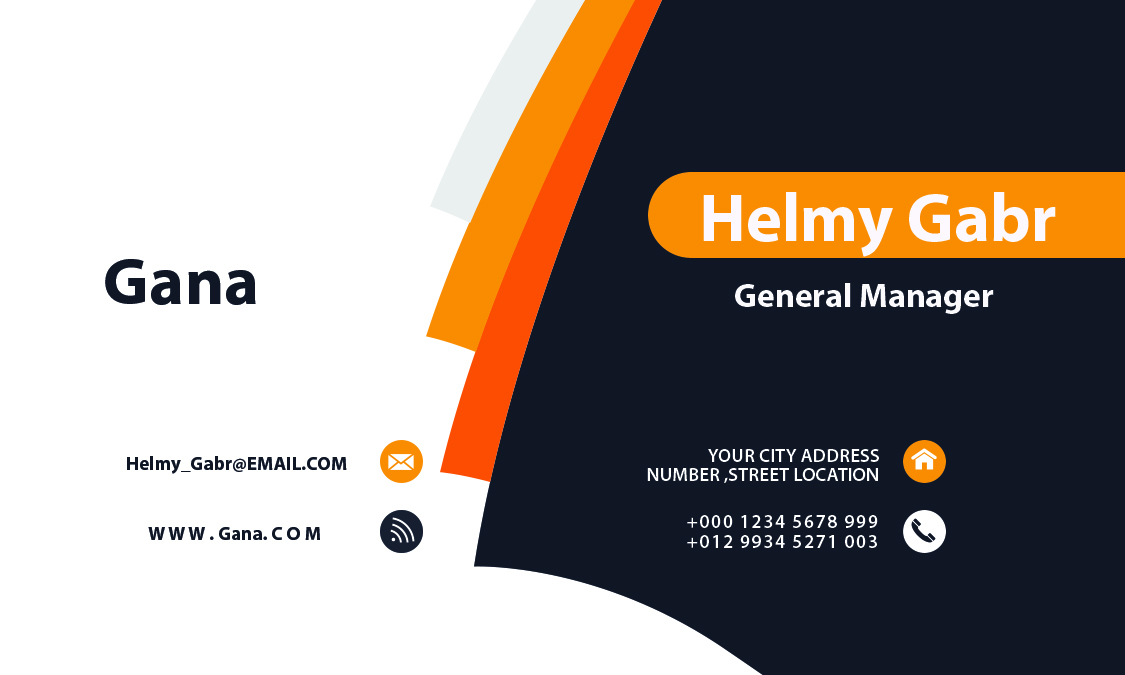 Helmy Gabr
General Manager
Gana
Helmy_Gabr@EMAIL.COM
WWW. Gana. COM
YOUR CITY ADDRESS
NUMBER ,STREET LOCATION
+000 1234 5678 999
+012 9934 5271 003